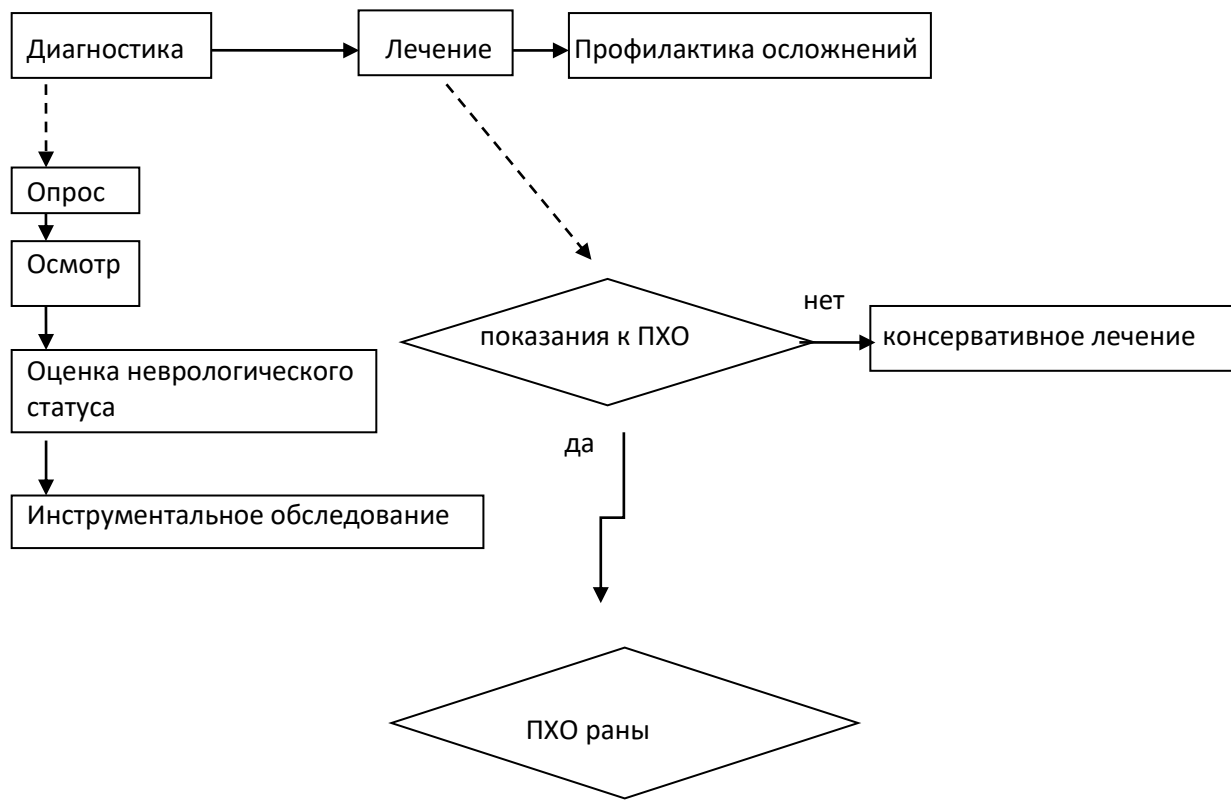 Диагностика
Лечение
Профилактика осложнений
Опрос
Осмотр
Оценка неврологического
статуса
Инструментальное обследование
показания к ПХО
нет
консервативное лечение
да
ПХО раны